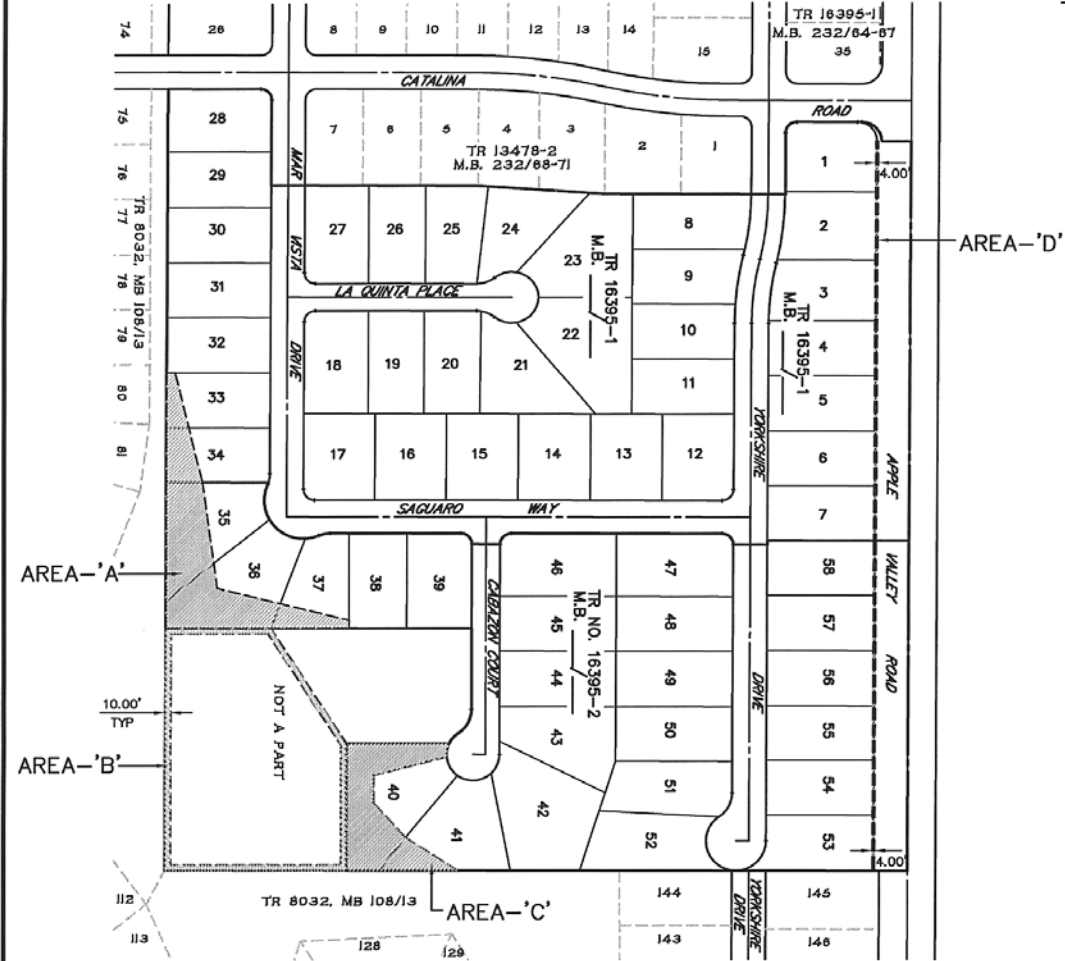 74
26
8
9
10
11
12
13
14
15
TR 16395-1
M.B. 232/64-67
35
CATALINA
ROAD
75
28
7
6
5
4
3
2
1
TR 13478-2
M.B. 232/68-71
1
4.00'
76
29
MAR
VISTA
DRIVE
77
30
27
26
25
24
8
2
AREA-'D'
TR 8032, MB 108/13
78
31
LA QUINTA PLACE
23
TR 16395-1
M.B.
9
3
TR 16395-1
M.B.
79
32
22
10
4
80
33
18
19
20
21
11
5
81
34
17
16
15
14
13
12
YORKSHIRE
6
APPLE
SAGUARO
WAY
7
35
36
37
38
39
46
47
58
VALLEY
AREA-'A'
CABAZON COURT
45
TR NO. 16395-2
M.B.
48
57
44
49
56
ROAD
DRIVE
10.00'
TYP
NOT A PART
43
50
55
AREA-'B'
40
42
51
54
41
52
53
4.00'
112
TR 8032, MB 108/13
AREA-'C'
144
YORKSHIRE
DRIVE
145
113
128
129
143
146